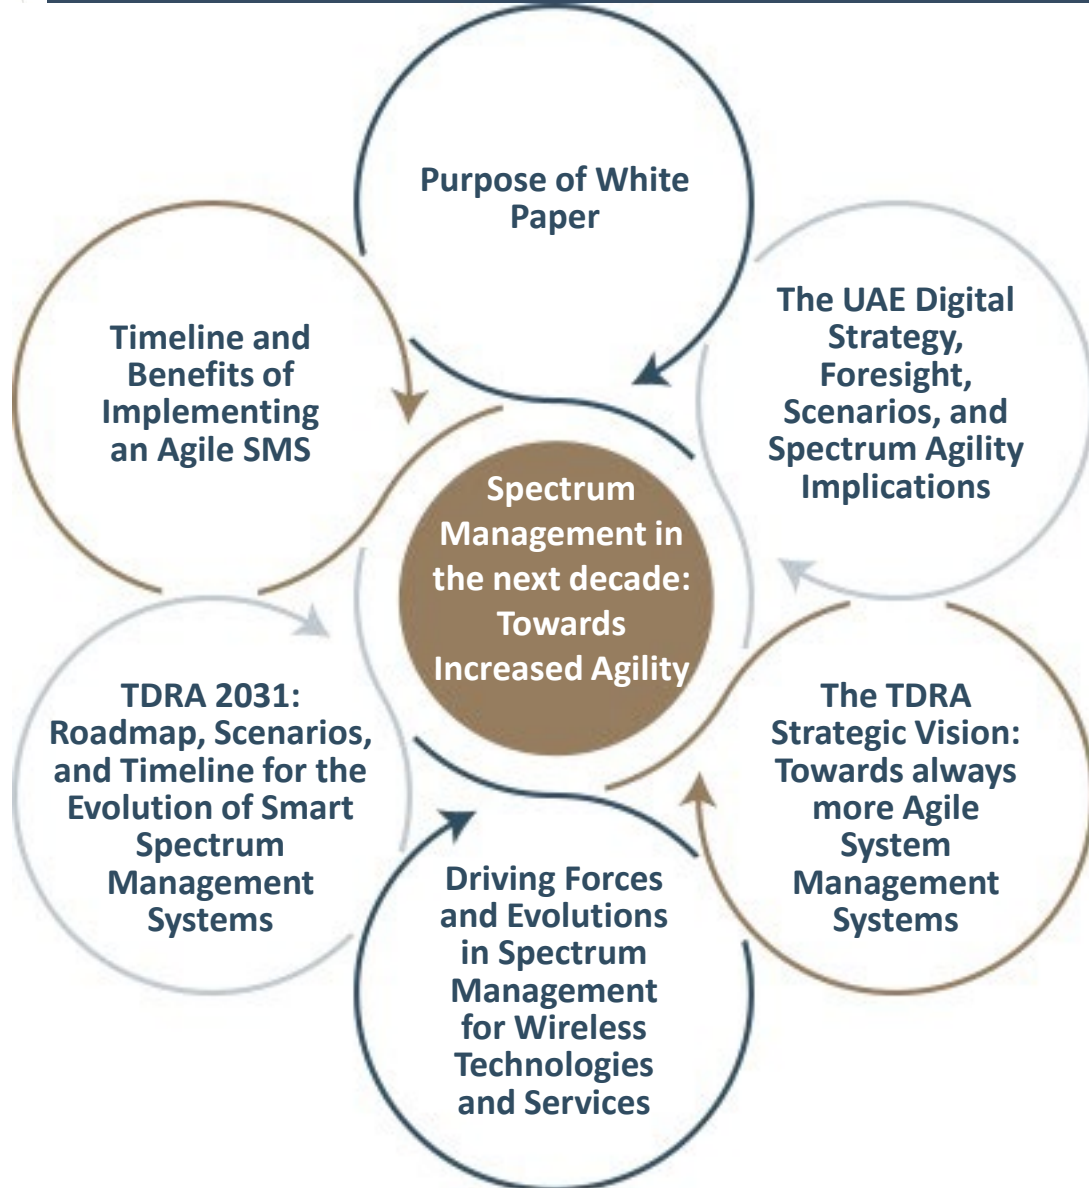 Purpose of White
Paper
The UAE Digital
Strategy,
Foresight,
Scenarios, and
Spectrum Agility
Implications
The TDRA
Strategic Vision:
Towards always
more Agile
System
Management
Systems
Driving Forces
and Evolutions
in Spectrum
Management
for Wireless
Technologies
and Services
TDRA 2031:
Roadmap, Scenarios,
and Timeline for the
Evolution of Smart
Spectrum
Management
Systems
Timeline and
Benefits of
Implementing
an Agile SMS
Spectrum
Management in
the next decade:
Towards
Increased Agility